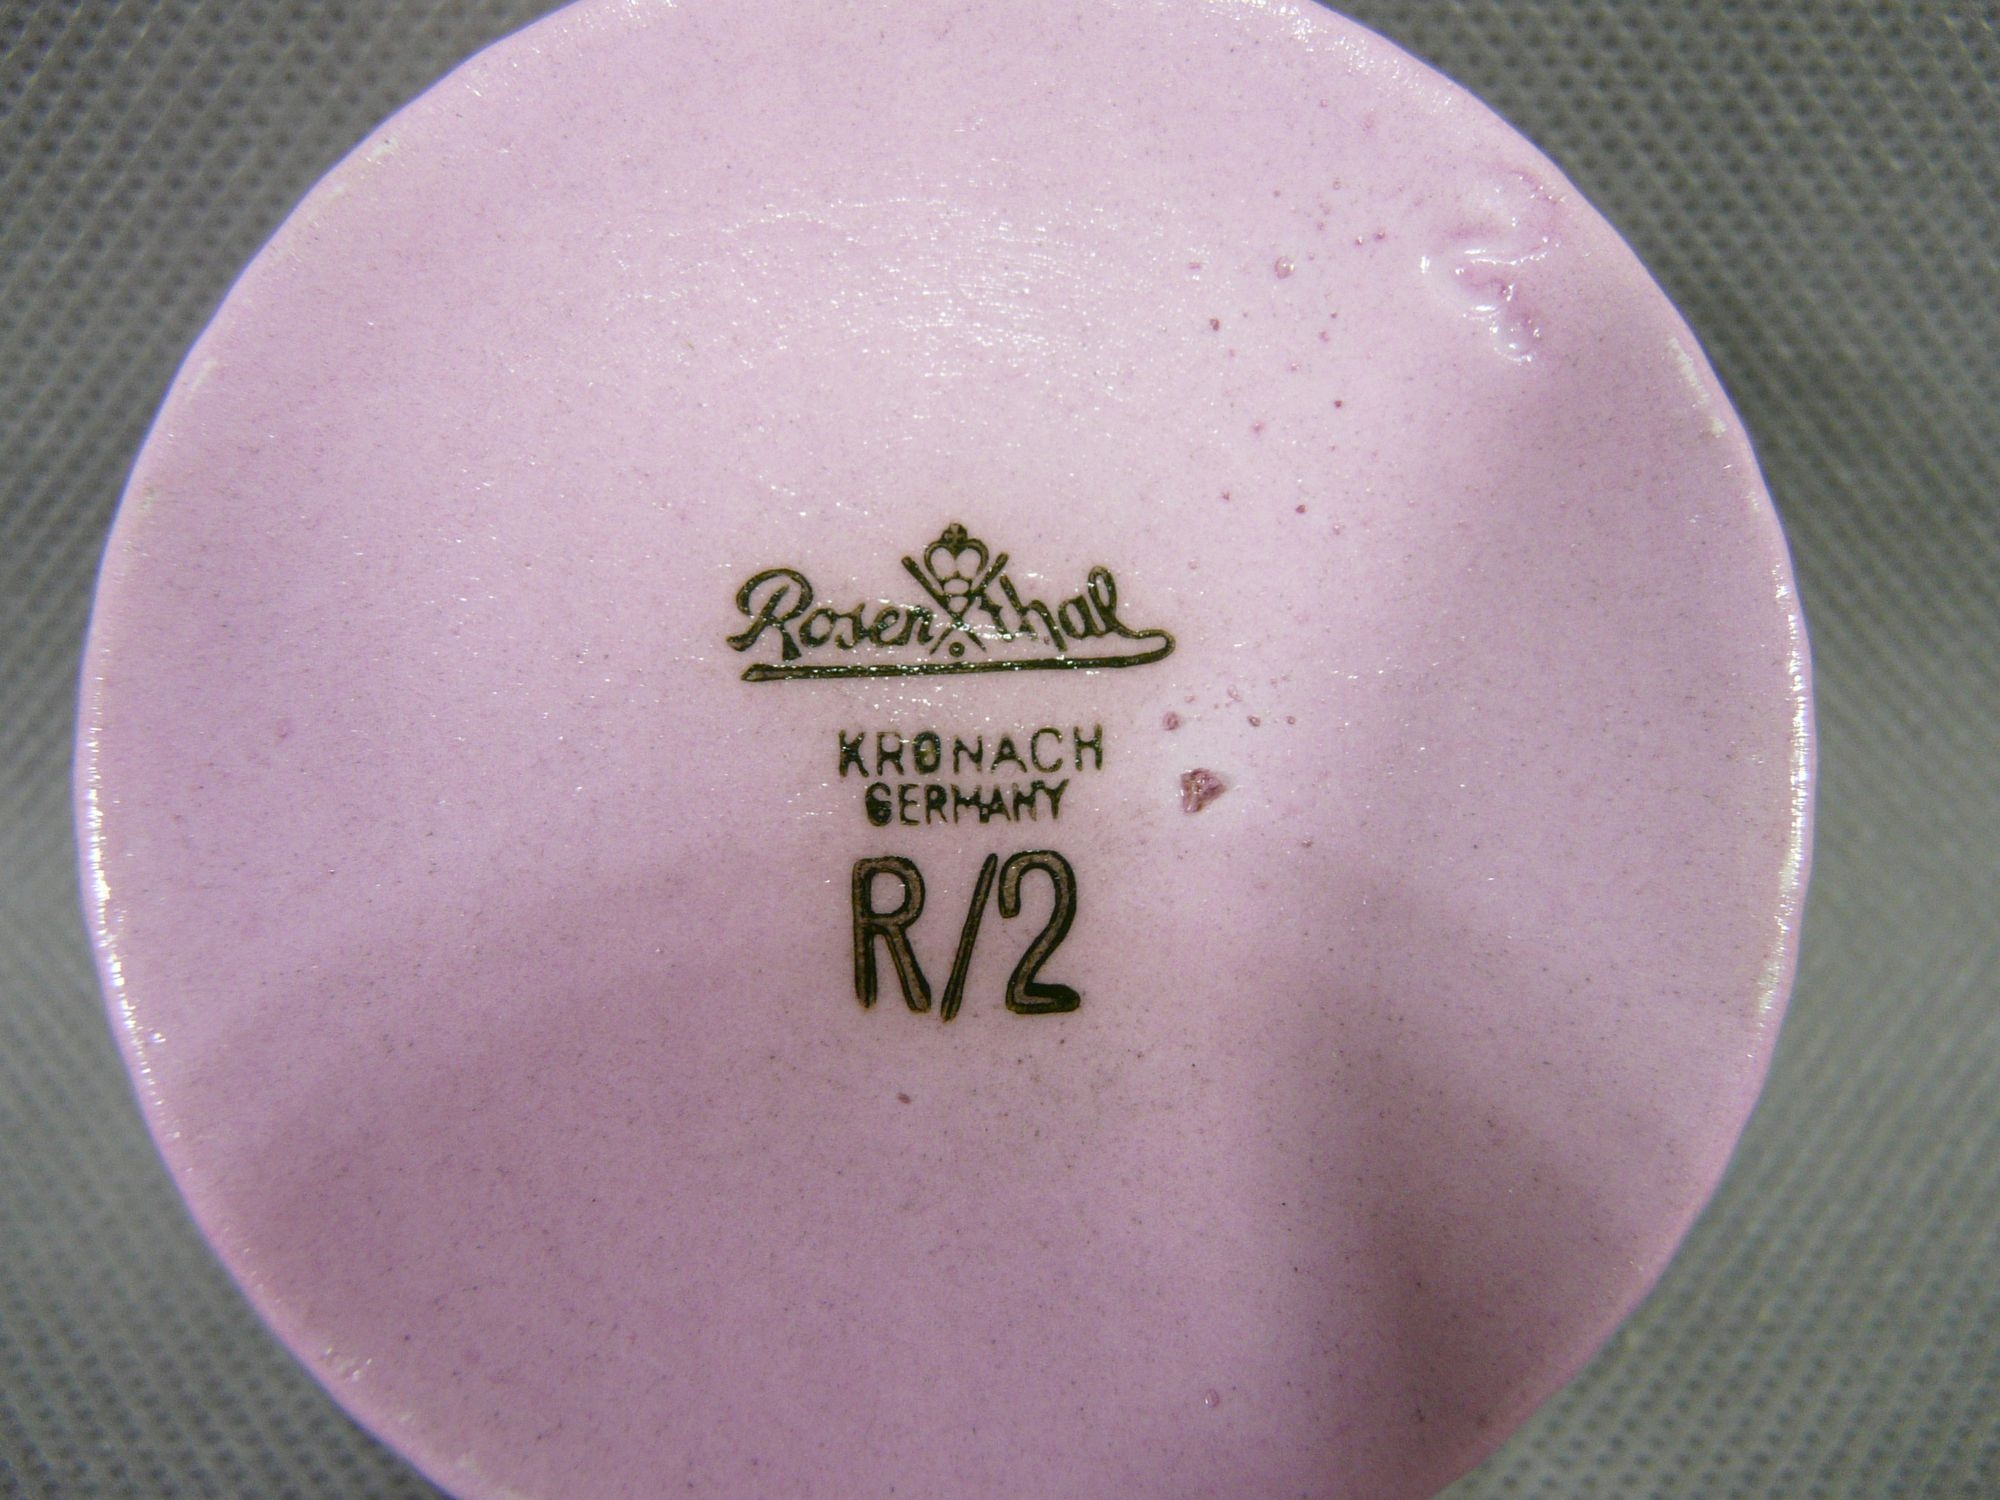 Rosenthal
KRONACH
GERMANY
R/2